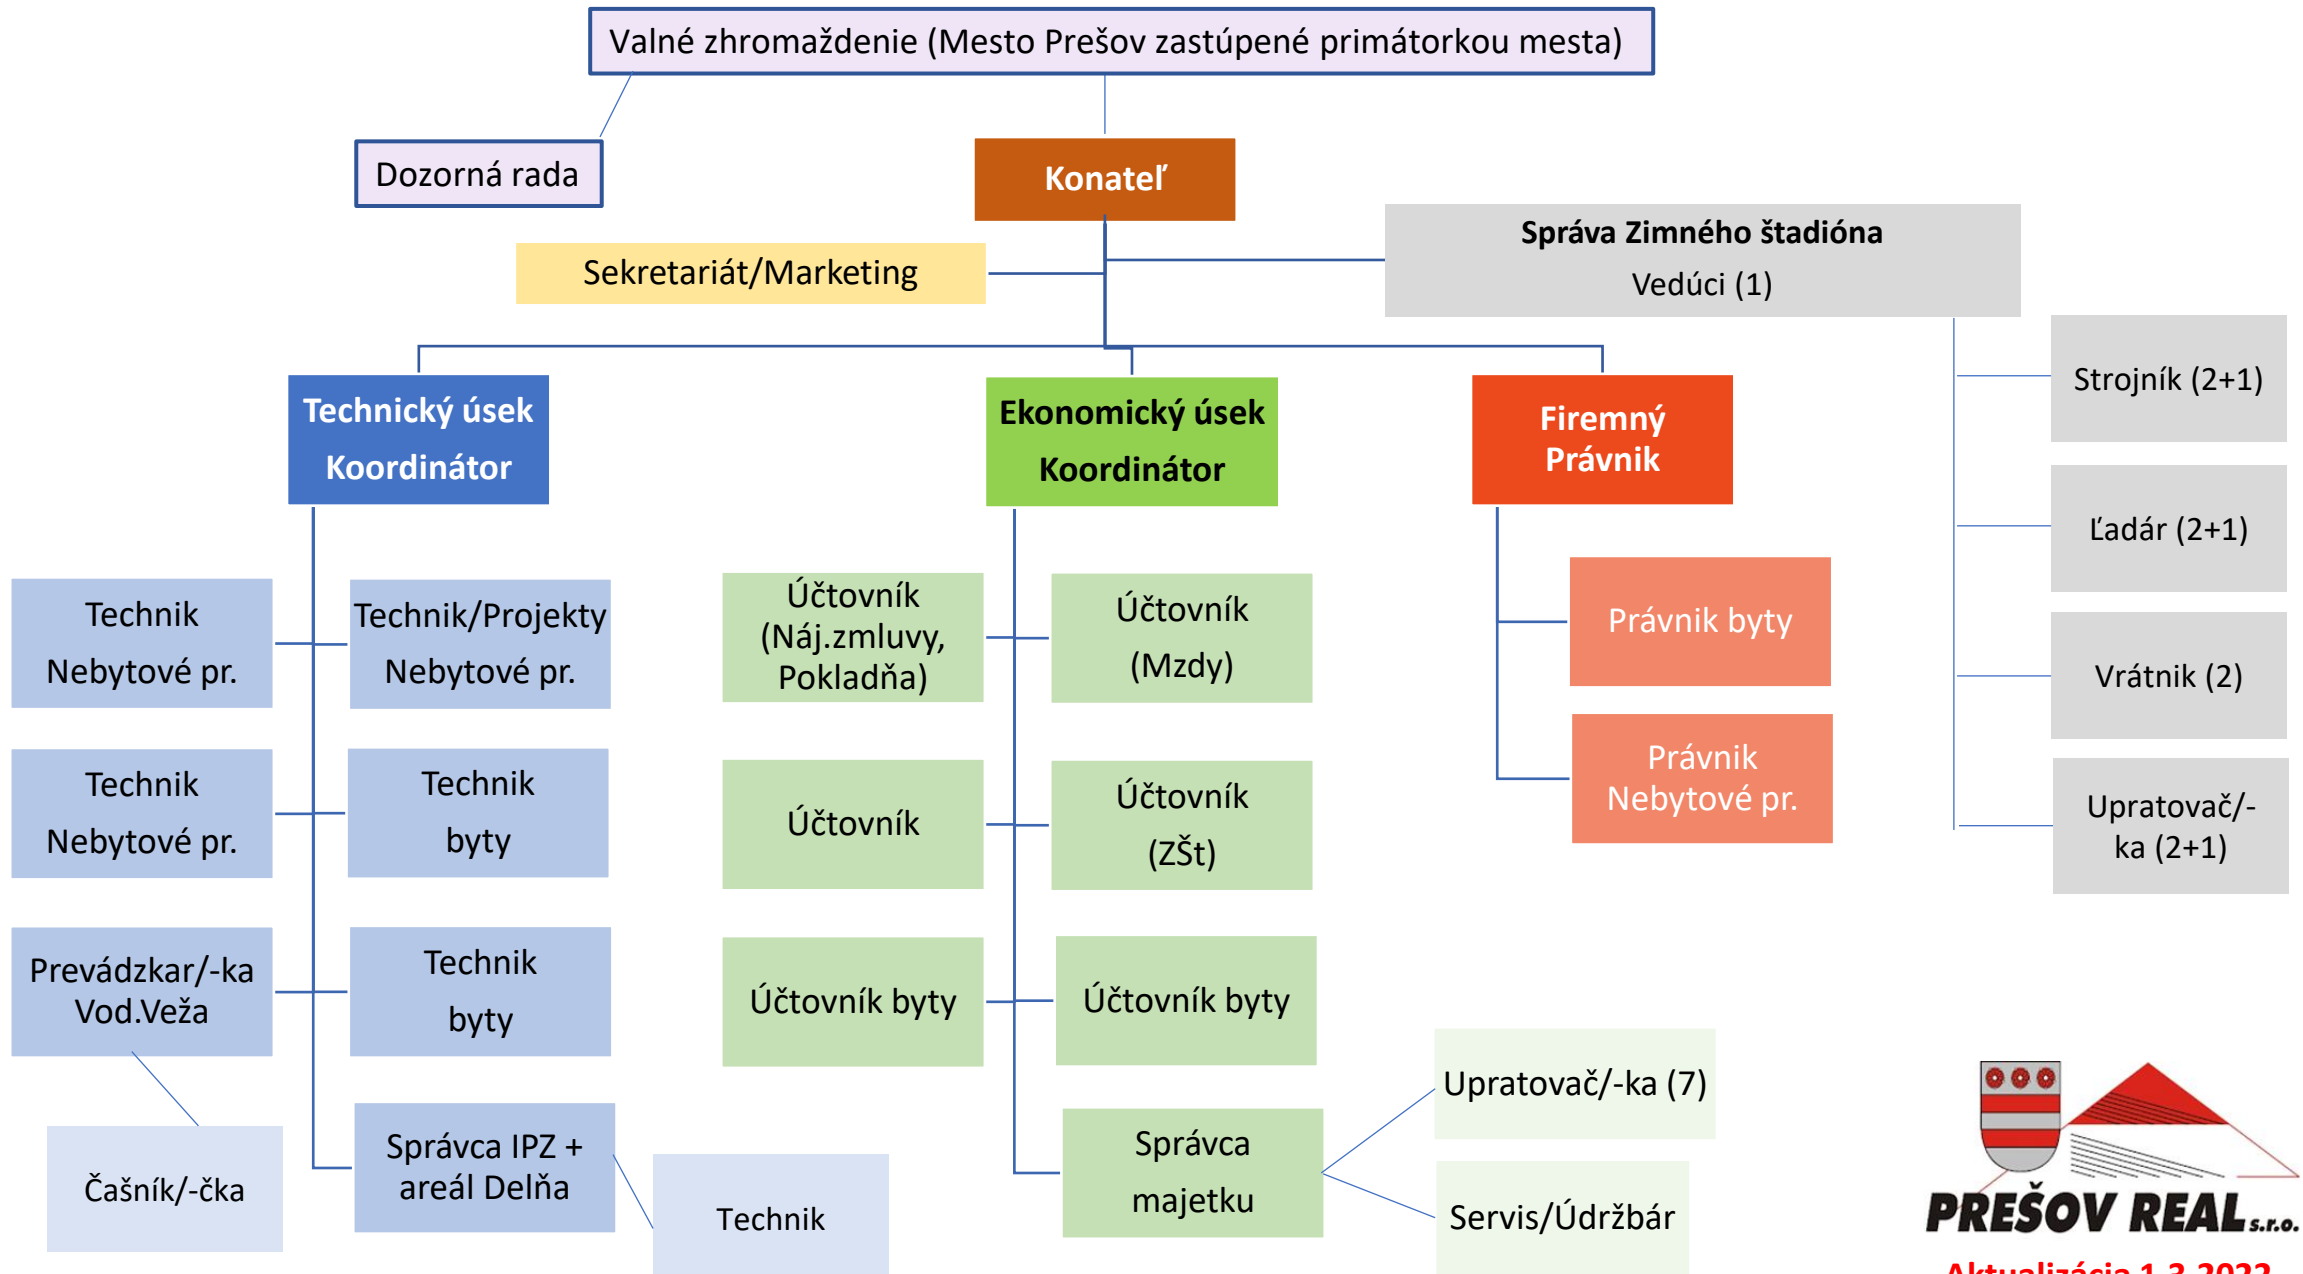 Valné zhromaždenie (Mesto Prešov zastúpené primátorkou mesta)
Dozorná rada
Konateľ
Sekretariát/Marketing
Správa Zimného štadióna
Vedúci (1)
Strojník (2+1)
Ľadár (2+1)
Vrátnik (2)
Upratovač/-
ka (2+1)
Technický úsek
Koordinátor
Technik
Nebytové pr.
Technik/Projekty
Nebytové pr.
Technik
Nebytové pr.
Technik
byty
Prevádzkar/-ka
Vod.Veža
Technik
byty
Čašník/-čka
Správca IPZ +
areál Delňa
Technik
Ekonomický úsek
Koordinátor
Účtovník
(Náj.zmluvy,
Pokladňa)
Účtovník
(Mzdy)
Účtovník
Účtovník
(ZŠt)
Účtovník byty
Účtovník byty
Správca
majetku
Upratovač/-ka (7)
Servis/Údržbár
Firemný
Právnik
Právnik byty
Právnik
Nebytové pr.
PREŠOV REAL s.r.o.
Aktualizácia 1.3.2022